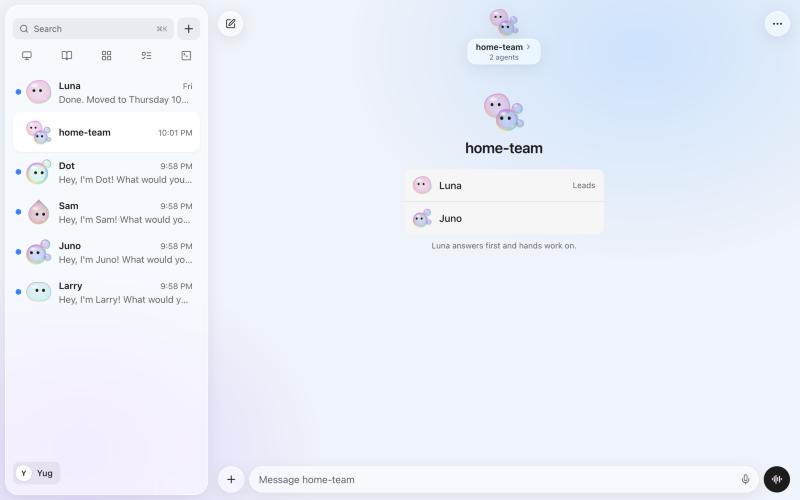 Search
⌘K
Luna
Fri
Done. Moved to Thursday 10...
home-team
10:01 PM
Dot
9:58 PM
Hey, I'm Dot! What would you...
Sam
9:58 PM
Hey, I'm Sam! What would yo...
Juno
9:58 PM
Hey, I'm Juno! What would yo...
Larry
9:58 PM
Hey, I'm Larry! What would y...
Y
Yug
home-team
2 agents
home-team
Luna
Leads
Juno
Luna answers first and hands work on.
Message home-team